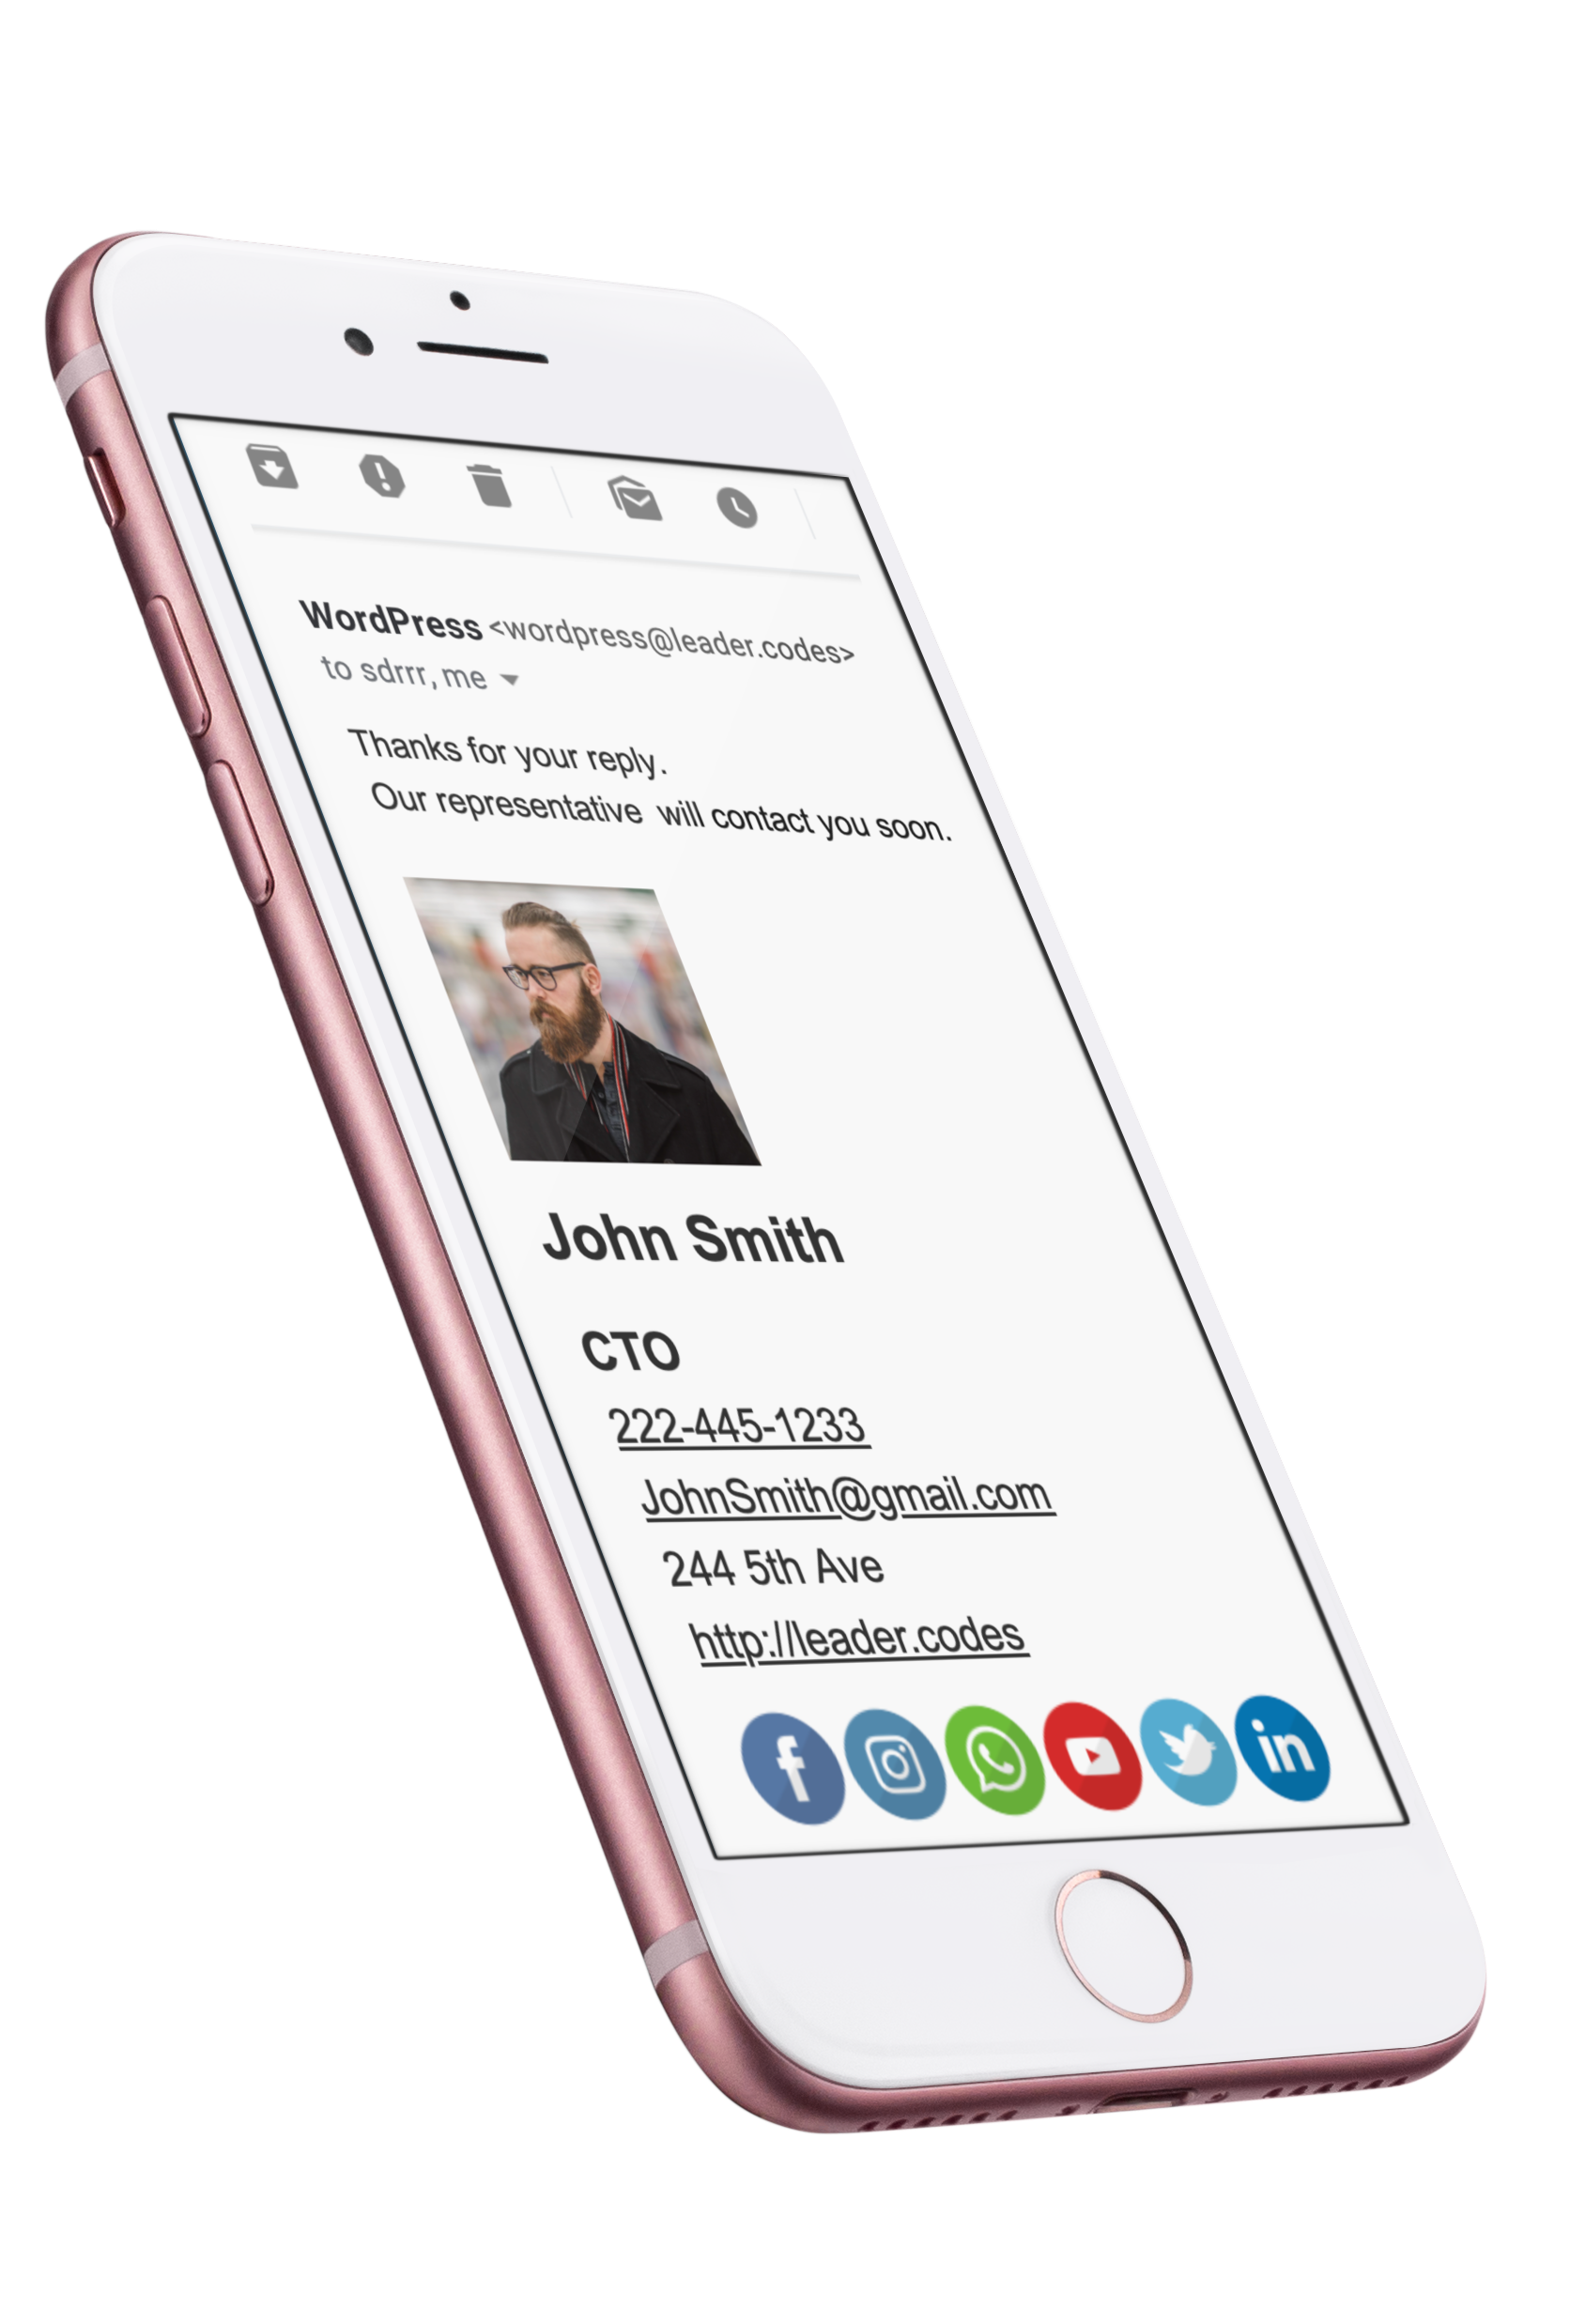 WordPress <wordpress@leader.codes>
to sdrrr, me
Thanks for your reply.
Our representative will contact you soon.
John Smith
CTO
222-445-1233
JohnSmith@gmail.com
244 5th Ave
http://leader.codes